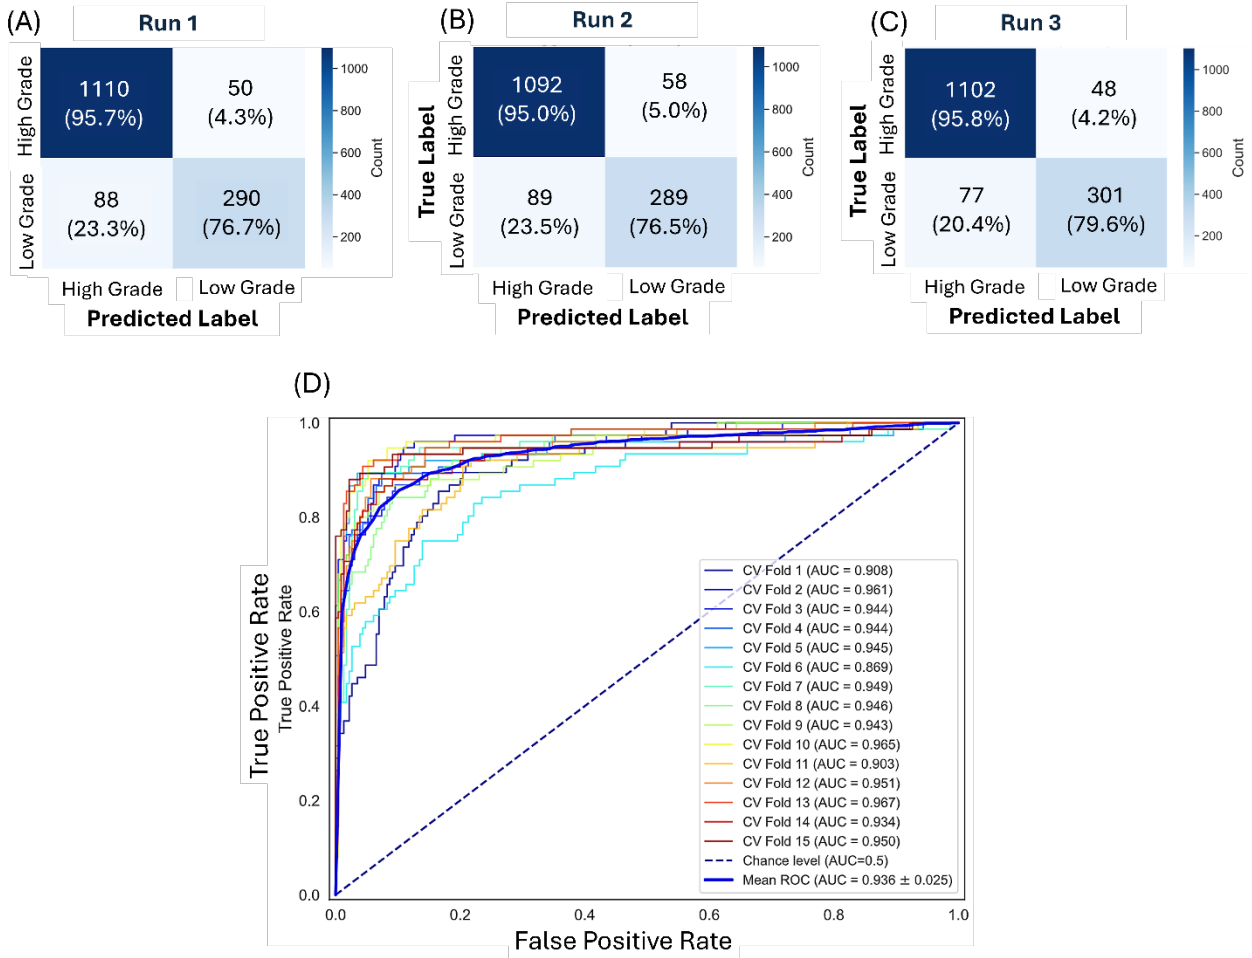 (A)
Run 1
High Grade
Low Grade
1110
(95.7%)
50
(4.3%)
88
(23.3%)
290
(76.7%)
1000
800
600
400
200
Count
High Grade
Low Grade
Predicted Label
(B)
Run 2
True Label
High Grade
Low Grade
1092
(95.0%)
58
(5.0%)
89
(23.5%)
289
(76.5%)
1000
800
600
400
200
Count
High Grade
Low Grade
Predicted Label
(C)
Run 3
True Label
High Grade
Low Grade
1102
(95.8%)
48
(4.2%)
77
(20.4%)
301
(79.6%)
1000
800
600
400
200
Count
High Grade
Low Grade
Predicted Label
(D)
True Positive Rate
True Positive Rate
1.0
0.8
0.6
0.4
0.2
0.0
CV Fold 1 (AUC = 0.908)
CV Fold 2 (AUC = 0.961)
CV Fold 3 (AUC = 0.944)
CV Fold 4 (AUC = 0.944)
CV Fold 5 (AUC = 0.945)
CV Fold 6 (AUC = 0.869)
CV Fold 7 (AUC = 0.949)
CV Fold 8 (AUC = 0.946)
CV Fold 9 (AUC = 0.943)
CV Fold 10 (AUC = 0.965)
CV Fold 11 (AUC = 0.903)
CV Fold 12 (AUC = 0.951)
CV Fold 13 (AUC = 0.967)
CV Fold 14 (AUC = 0.934)
CV Fold 15 (AUC = 0.950)
Chance level (AUC=0.5)
Mean ROC (AUC = 0.936 ± 0.025)
0.0
0.2
0.4
0.6
0.8
1.0
False Positive Rate